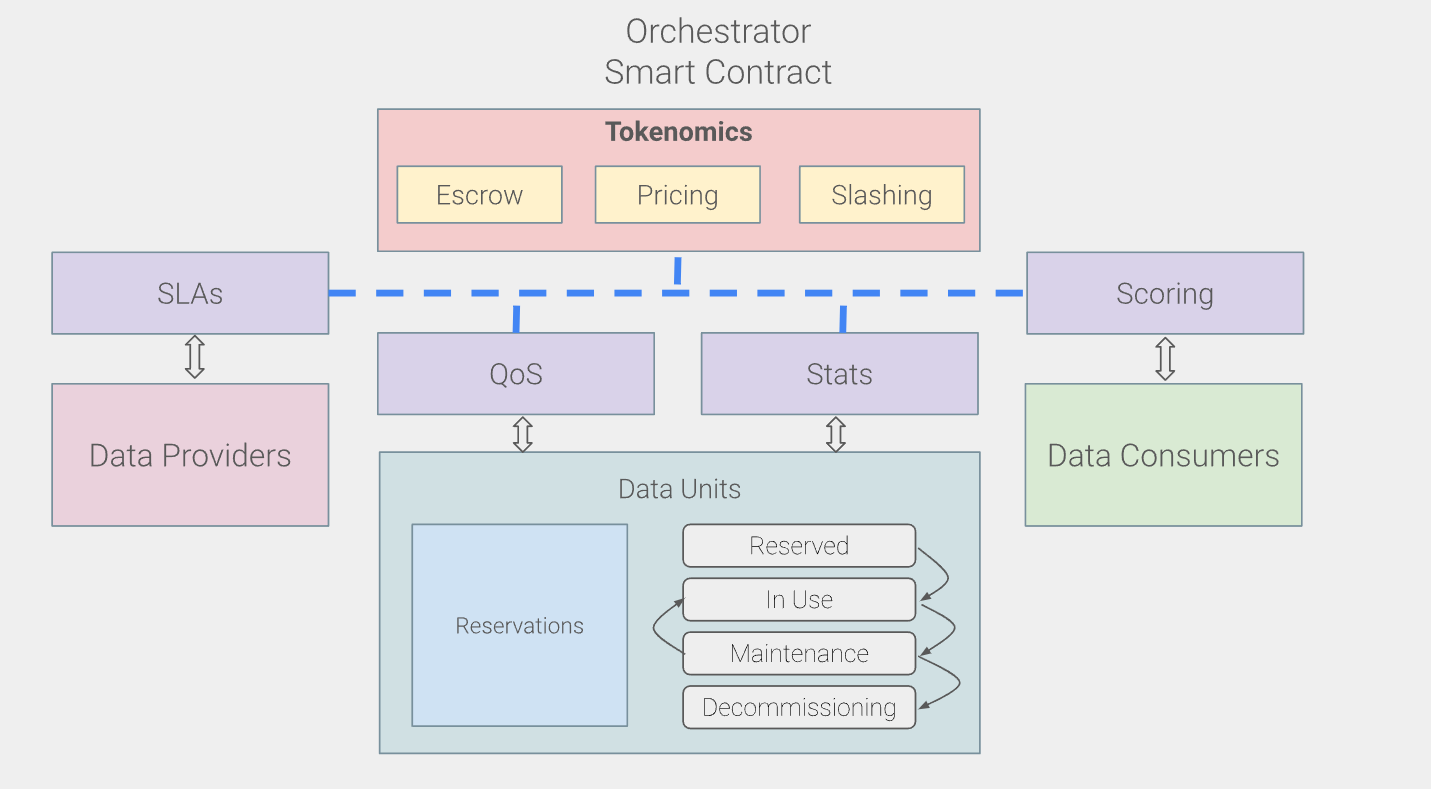 Orchestrator
Smart Contract
Tokenomics
Escrow
Pricing
Slashing
SLAs
Scoring
QoS
Stats
Data Providers
Data Consumers
Data Units
Reservations
Reserved
In Use
Maintenance
Decommissioning